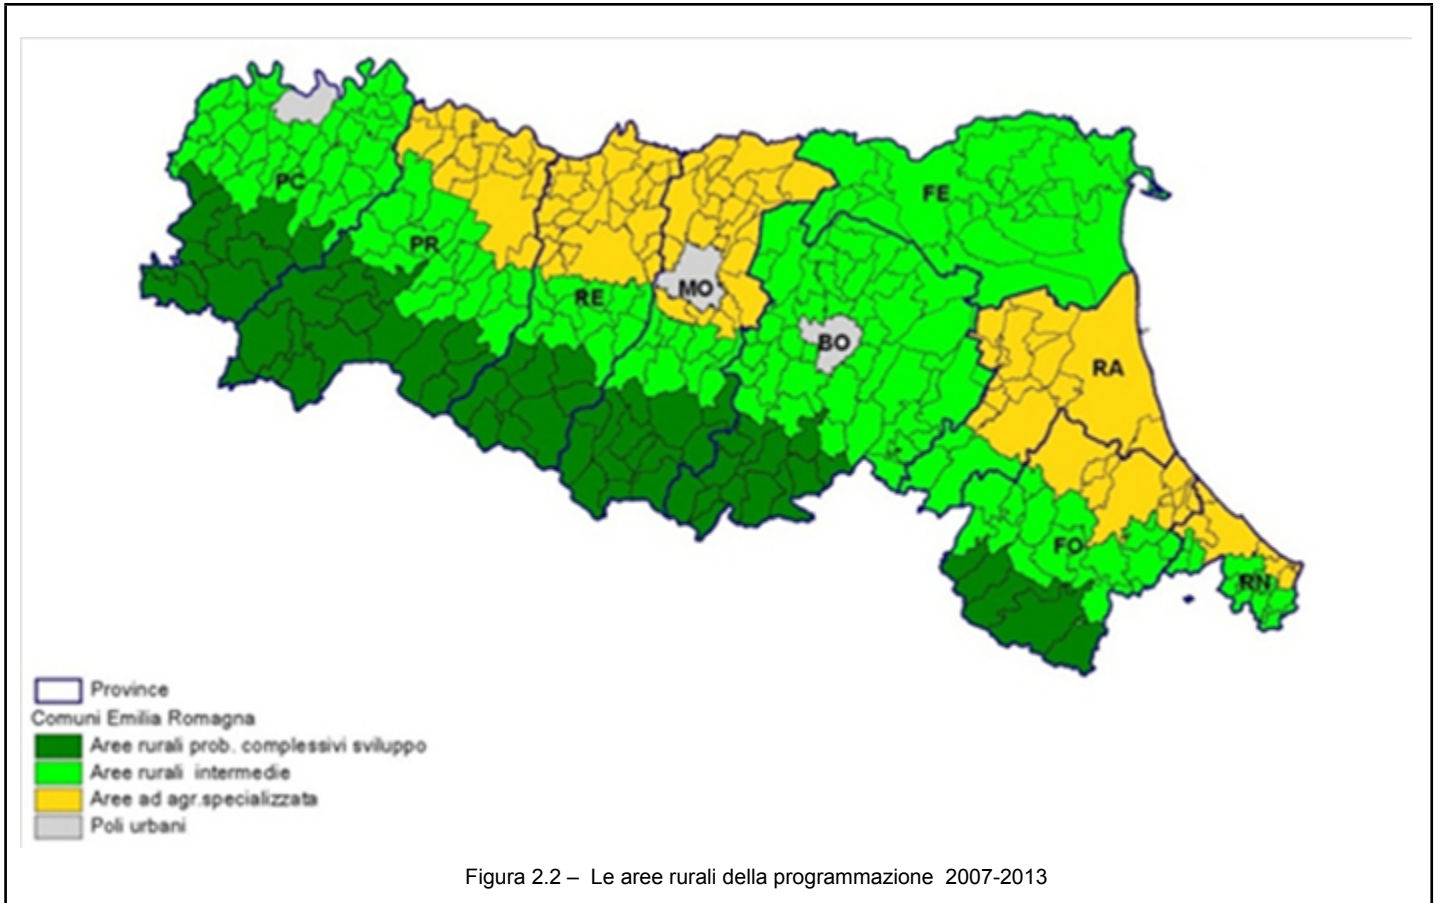 PC
FE
PR
MO
RE
BO
RA
FO
RN
Province
Comuni Emilia Romagna
Aree rurali prob. complessivi sviluppo
Aree rurali intermedie
Aree ad agr.specializzata
Poli urbani
Figura 2.2 – Le aree rurali della programmazione 2007-2013